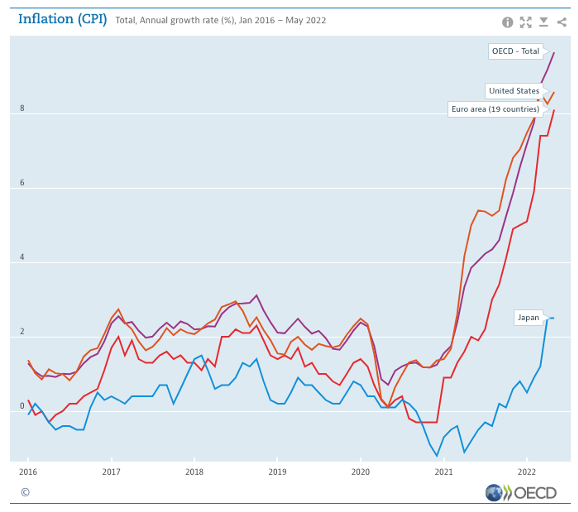 Inflation (CPI) Total, Annual growth rate (%), Jan 2016 – May 2022
OECD - Total
United States
Euro area (19 countries)
8
6
4
Japan
2
0
2016 2017 2018 2019 2020 2021 2022
© OECD